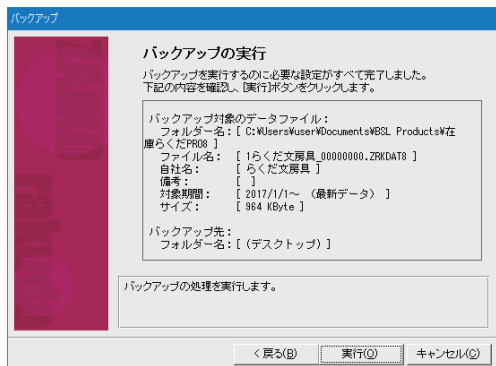 バックアップ
バックアップの実行
バックアップを実行するのに必要な設定がすべて完了しました。
下記の内容を確認し、[実行]ボタンをクリックします。
バックアップ対象のデータファイル：
フォルダー名：[ C:¥Users¥user¥Documents¥BSL Products¥在
庫らくだPRO8 ]
ファイル名： [ 1らくだ文房具_00000000.ZRKDAT8 ]
自社名： [ らくだ文房具 ]
備考： [ ]
対象期間： [ 2017/1/1～ （最新データ） ]
サイズ： [ 964 KByte ]
バックアップ先：
フォルダー名：[ (デスクトップ) ]
ZAIKO rakuda
バックアップの処理を実行します。
< 戻る(B)
実行(O)
キャンセル(C)